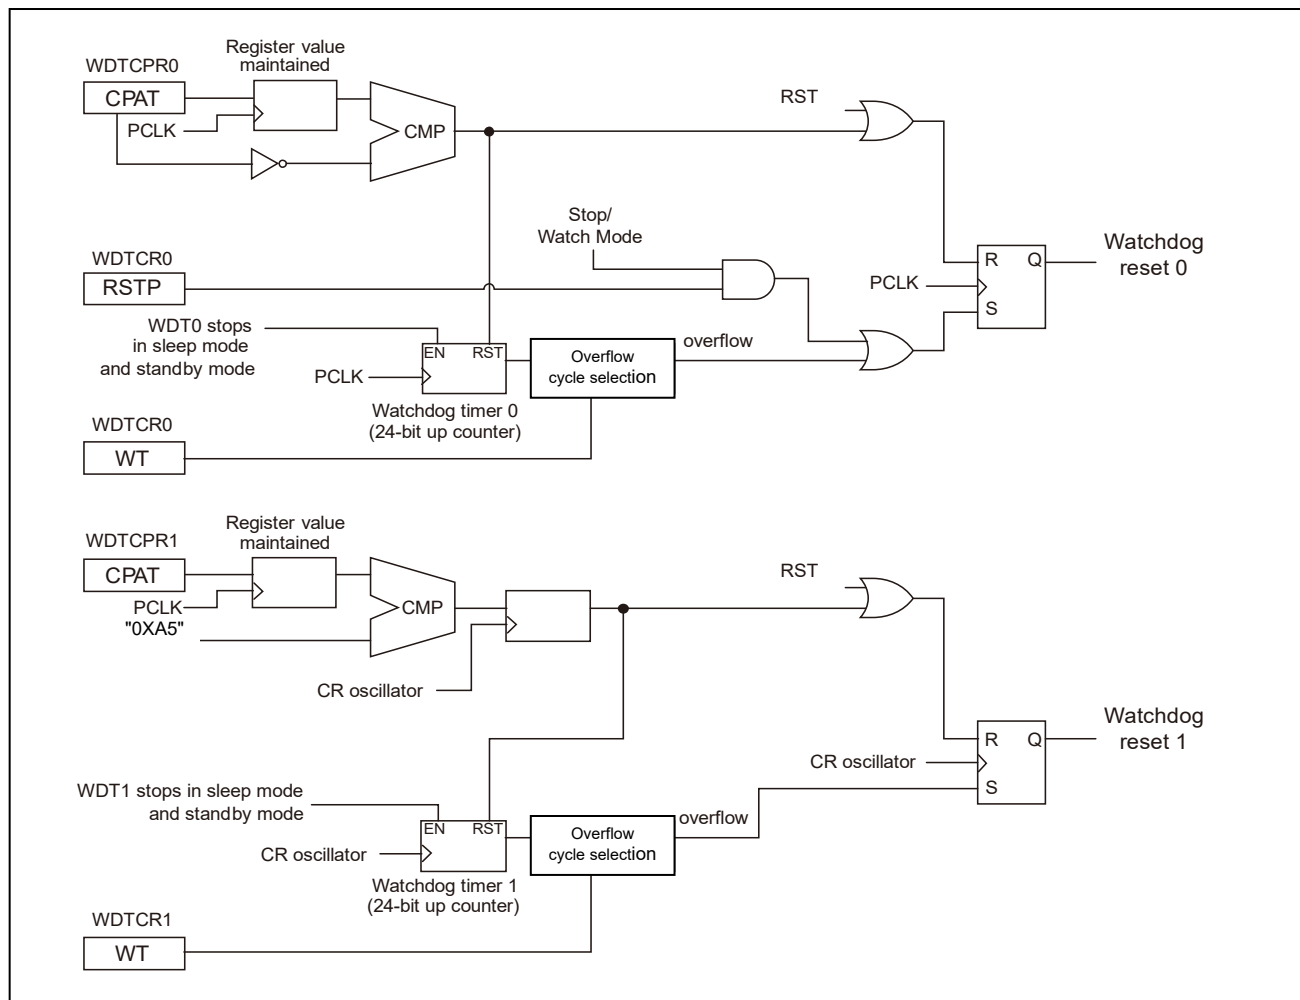 Register value
maintained
WDTCPR0
CPAT
PCLK
CMP
RST
Stop/
Watch Mode
WDTCR0
RSTP
PCLK
R Q
S
Watchdog
reset 0
WDT0 stops
in sleep mode
and standby mode
EN RST
PCLK
Overflow
cycle selection
overflow
Watchdog timer 0
(24-bit up counter)
WDTCR0
WT
Register value
maintained
WDTCPR1
CPAT
PCLK
"0XA5"
CMP
CR oscillator
RST
R Q
S
CR oscillator
Watchdog
reset 1
WDT1 stops in sleep mode
and standby mode
EN RST
CR oscillator
Overflow
cycle selection
overflow
Watchdog timer 1
(24-bit up counter)
WDTCR1
WT